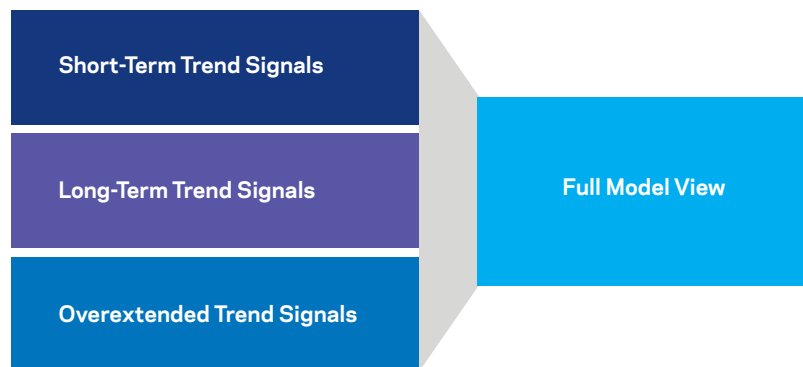 Short-Term Trend Signals
Long-Term Trend Signals
Full Model View
Overextended Trend Signals